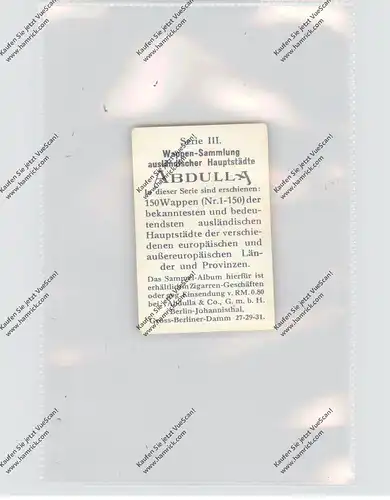 Serie III.
Wappen-Sammlung
ausländischer Hauptstädte
ABDULLA
In dieser Serie sind erschienen:
150 Wappen (Nr. 1-150) der
bekanntesten und bedeu-
tendsten ausländischen
Hauptstädte der verschie-
denen europäischen und
außereuropäischen Län-
der und Provinzen.
Das Sammel-Album hierfür ist
erhältlich in Zigarren-Geschäften
oder geg. Einsendung v. RM. 0.80
bei Abdulla & Co., G. m. b. H.
Berlin-Johannisthal,
Gross-Berliner-Damm 27-29-31.
Kaufen Sie jetzt VueScan!
www.hamrick.com